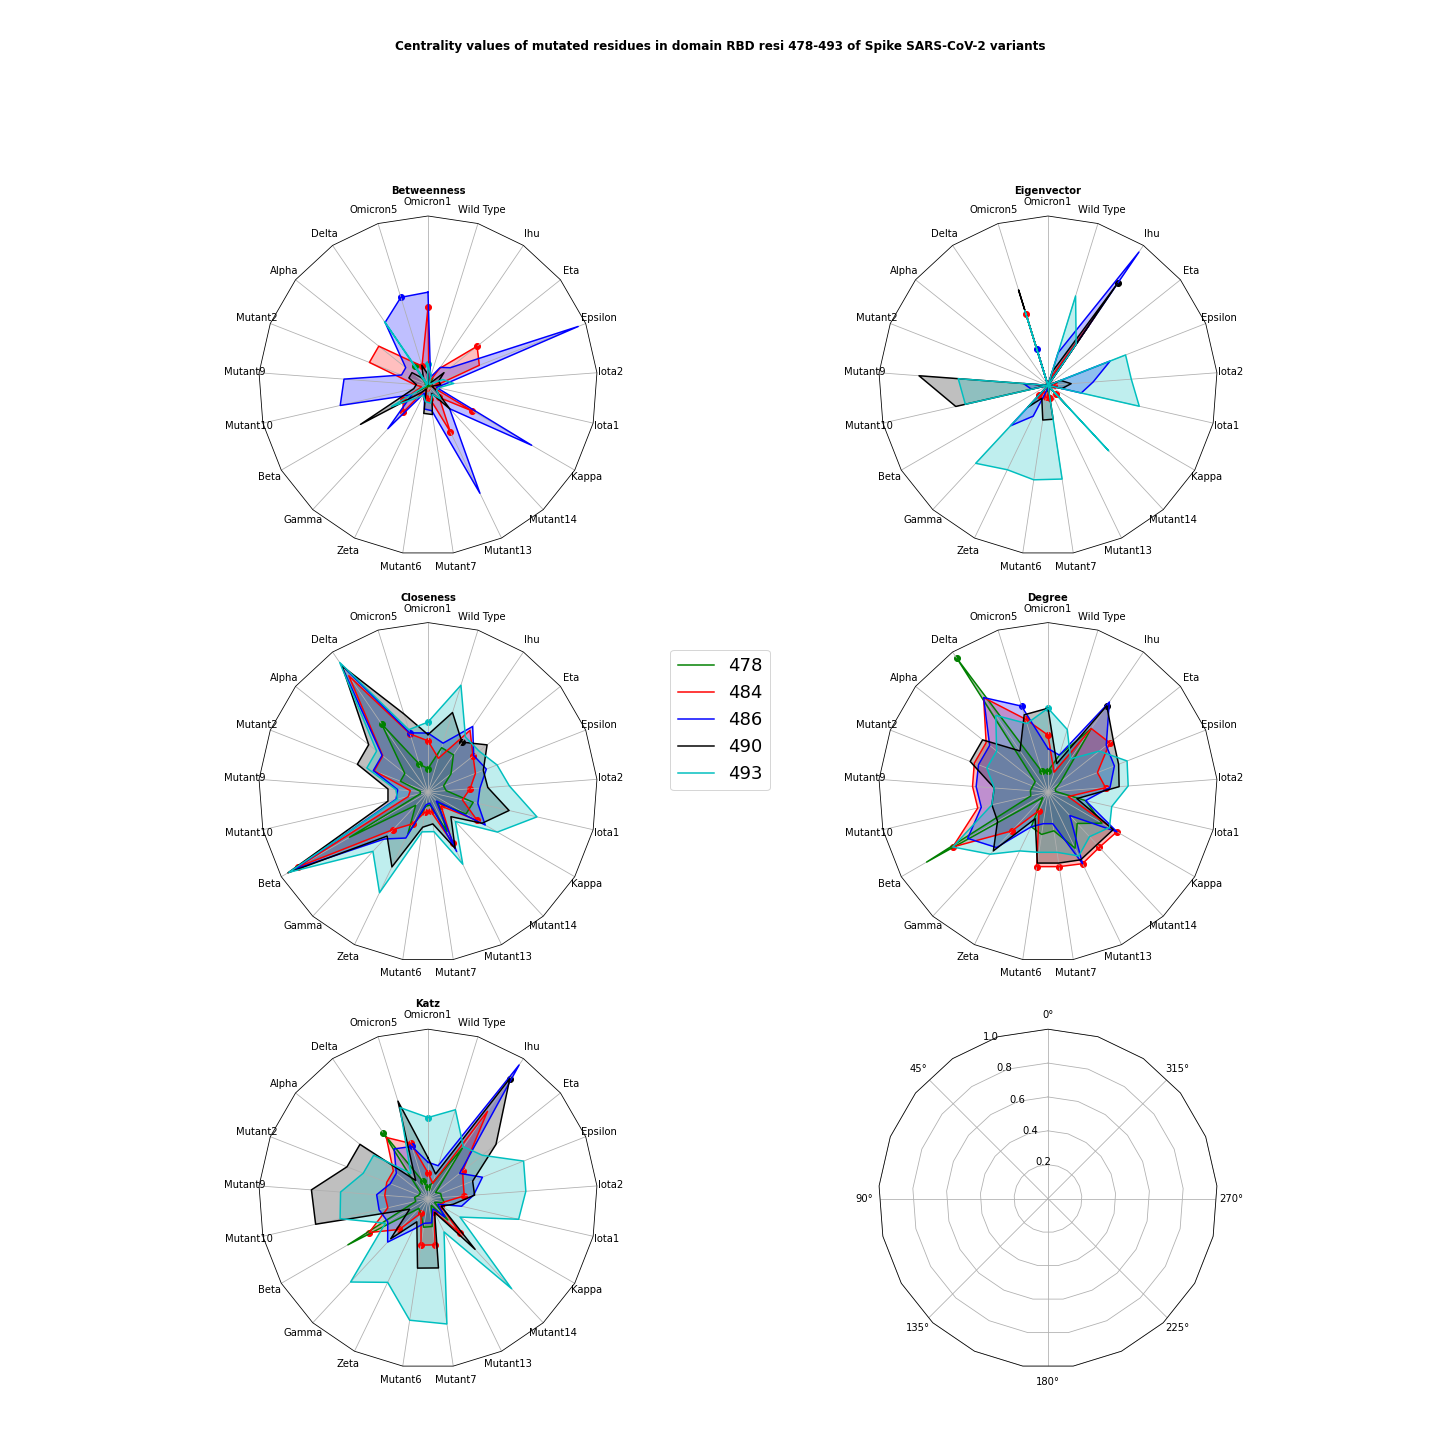 Centrality values of mutated residues in domain RBD resi 478-493 of Spike SARS-CoV-2 variants
Betweenness
Omicron1
Omicron5
Wild Type
Delta
Ihu
Alpha
Eta
Mutant2
Epsilon
Mutant9
Iota2
Mutant10
Iota1
Beta
Kappa
Gamma
Mutant14
Zeta
Mutant13
Mutant6
Mutant7
Eigenvector
Omicron1
Omicron5
Wild Type
Delta
Ihu
Alpha
Eta
Mutant2
Epsilon
Mutant9
Iota2
Mutant10
Iota1
Beta
Kappa
Gamma
Mutant14
Zeta
Mutant13
Mutant6
Mutant7
Closeness
Omicron1
Omicron5
Wild Type
Delta
Ihu
Alpha
Eta
Mutant2
Epsilon
Mutant9
Iota2
Mutant10
Iota1
Beta
Kappa
Gamma
Mutant14
Zeta
Mutant13
Mutant6
Mutant7
478
484
486
490
493
Degree
Omicron1
Omicron5
Wild Type
Delta
Ihu
Alpha
Eta
Mutant2
Epsilon
Mutant9
Iota2
Mutant10
Iota1
Beta
Kappa
Gamma
Mutant14
Zeta
Mutant13
Mutant6
Mutant7
Katz
Omicron1
Omicron5
Wild Type
Delta
Ihu
Alpha
Eta
Mutant2
Epsilon
Mutant9
Iota2
Mutant10
Iota1
Beta
Kappa
Gamma
Mutant14
Zeta
Mutant13
Mutant6
Mutant7
0°
1.0
45°
0.8
315°
0.6
0.4
0.2
90°
270°
135°
225°
180°